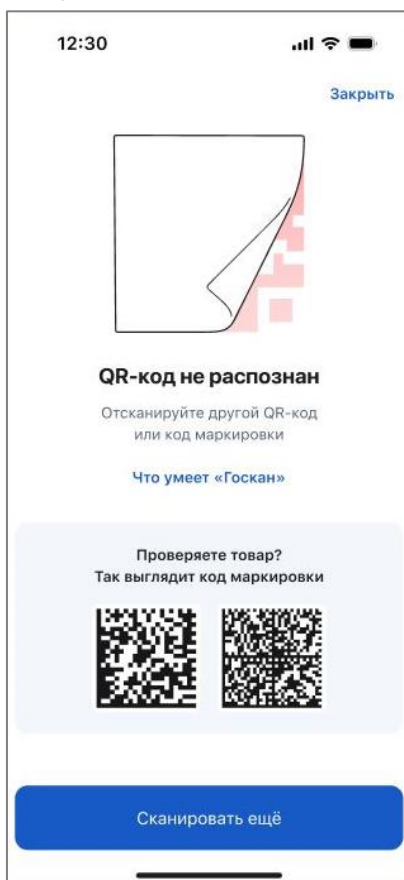 12:30
Закрыть
QR-код не распознан
Отсканируйте другой QR-код
или код маркировки
Что умеет «Госкан»
Проверяете товар?
Так выглядит код маркировки
Сканировать ещё